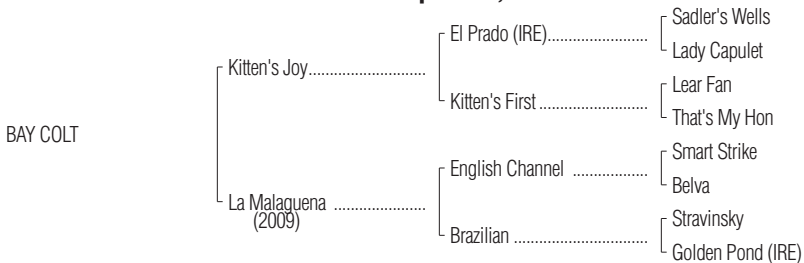 Sadler's Wells
El Prado (IRE)
Lady Capulet
Kitten's Joy
Lear Fan
Kitten's First
That's My Hon
BAY COLT
Smart Strike
English Channel
Belva
La Malaguena
(2009)
Stravinsky
Brazilian
Golden Pond (IRE)